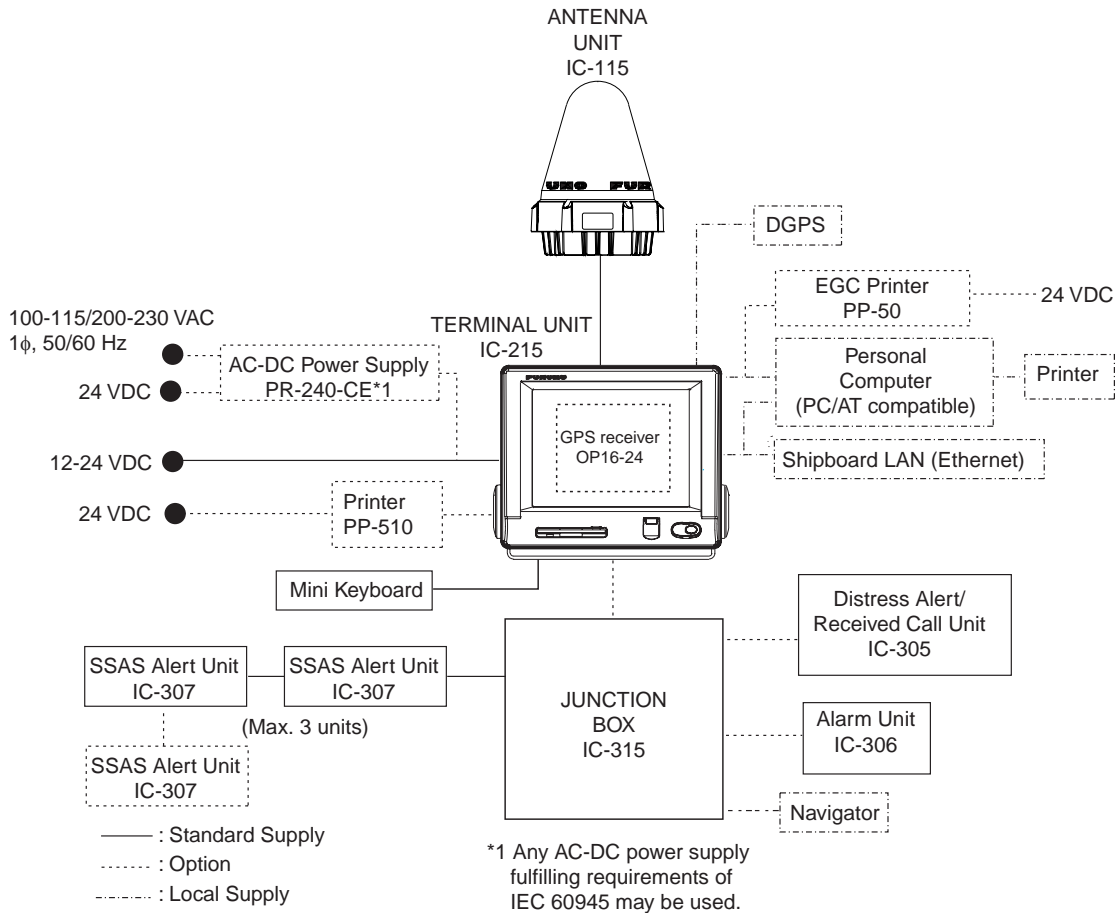 ANTENNA
UNIT
IC-115
UNO FUR
DGPS
EGC Printer
PP-50
24 VDC
100-115/200-230 VAC
1ϕ, 50/60 Hz
TERMINAL UNIT
IC-215
AC-DC Power Supply
PR-240-CE*1
24 VDC
FURUNO
Personal
Computer
(PC/AT compatible)
Printer
GPS receiver
OP16-24
12-24 VDC
Shipboard LAN (Ethernet)
24 VDC
Printer
PP-510
Mini Keyboard
Distress Alert/
Received Call Unit
IC-305
SSAS Alert Unit
IC-307
SSAS Alert Unit
IC-307
(Max. 3 units)
JUNCTION
BOX
IC-315
Alarm Unit
IC-306
SSAS Alert Unit
IC-307
Navigator
: Standard Supply
: Option
: Local Supply
*1 Any AC-DC power supply
fulfilling requirements of
IEC 60945 may be used.